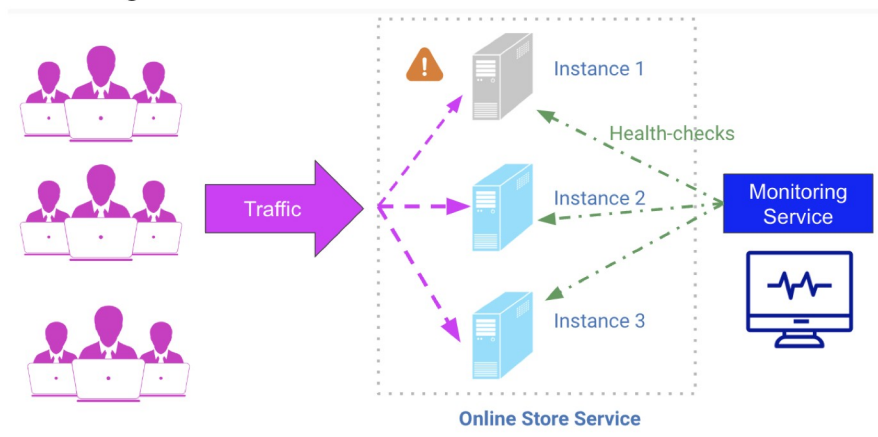 Instance 1
Health-checks
Traffic
Instance 2
Monitoring
Service
Instance 3
Online Store Service